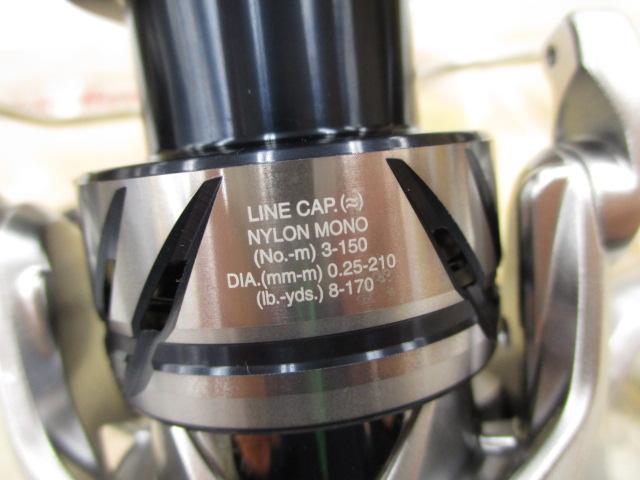 LINE CAP.(≈)
NYLON MONO
(No.-m) 3-150
DIA.(mm-m) 0.25-210
(lb.-yds.) 8-170